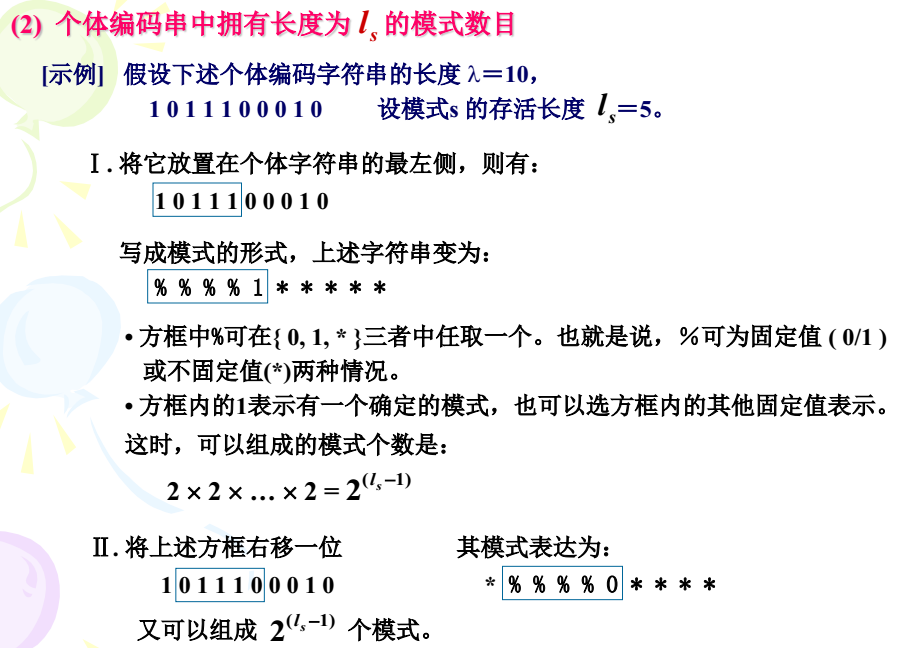 (2) 个体编码串中拥有长度为 lₛ 的模式数目
[示例] 假设下述个体编码字符串的长度 λ＝10，
1 0 1 1 1 0 0 0 1 0 设模式s 的存活长度 lₛ＝5。
Ⅰ. 将它放置在个体字符串的最左侧，则有：
1 0 1 1 1 0 0 0 1 0
写成模式的形式，上述字符串变为：
% % % % 1 * * * * *
• 方框中%可在{ 0, 1, * }三者中任取一个。也就是说，％可为固定值 ( 0/1 )
或不固定值(*)两种情况。
• 方框内的1表示有一个确定的模式，也可以选方框内的其他固定值表示。
这时，可以组成的模式个数是：
2 × 2 × … × 2 = 2^(lₛ −1)
Ⅱ. 将上述方框右移一位 其模式表达为：
1 0 1 1 1 0 0 0 1 0 * % % % % 0 * * * *
又可以组成 2^(lₛ −1) 个模式。